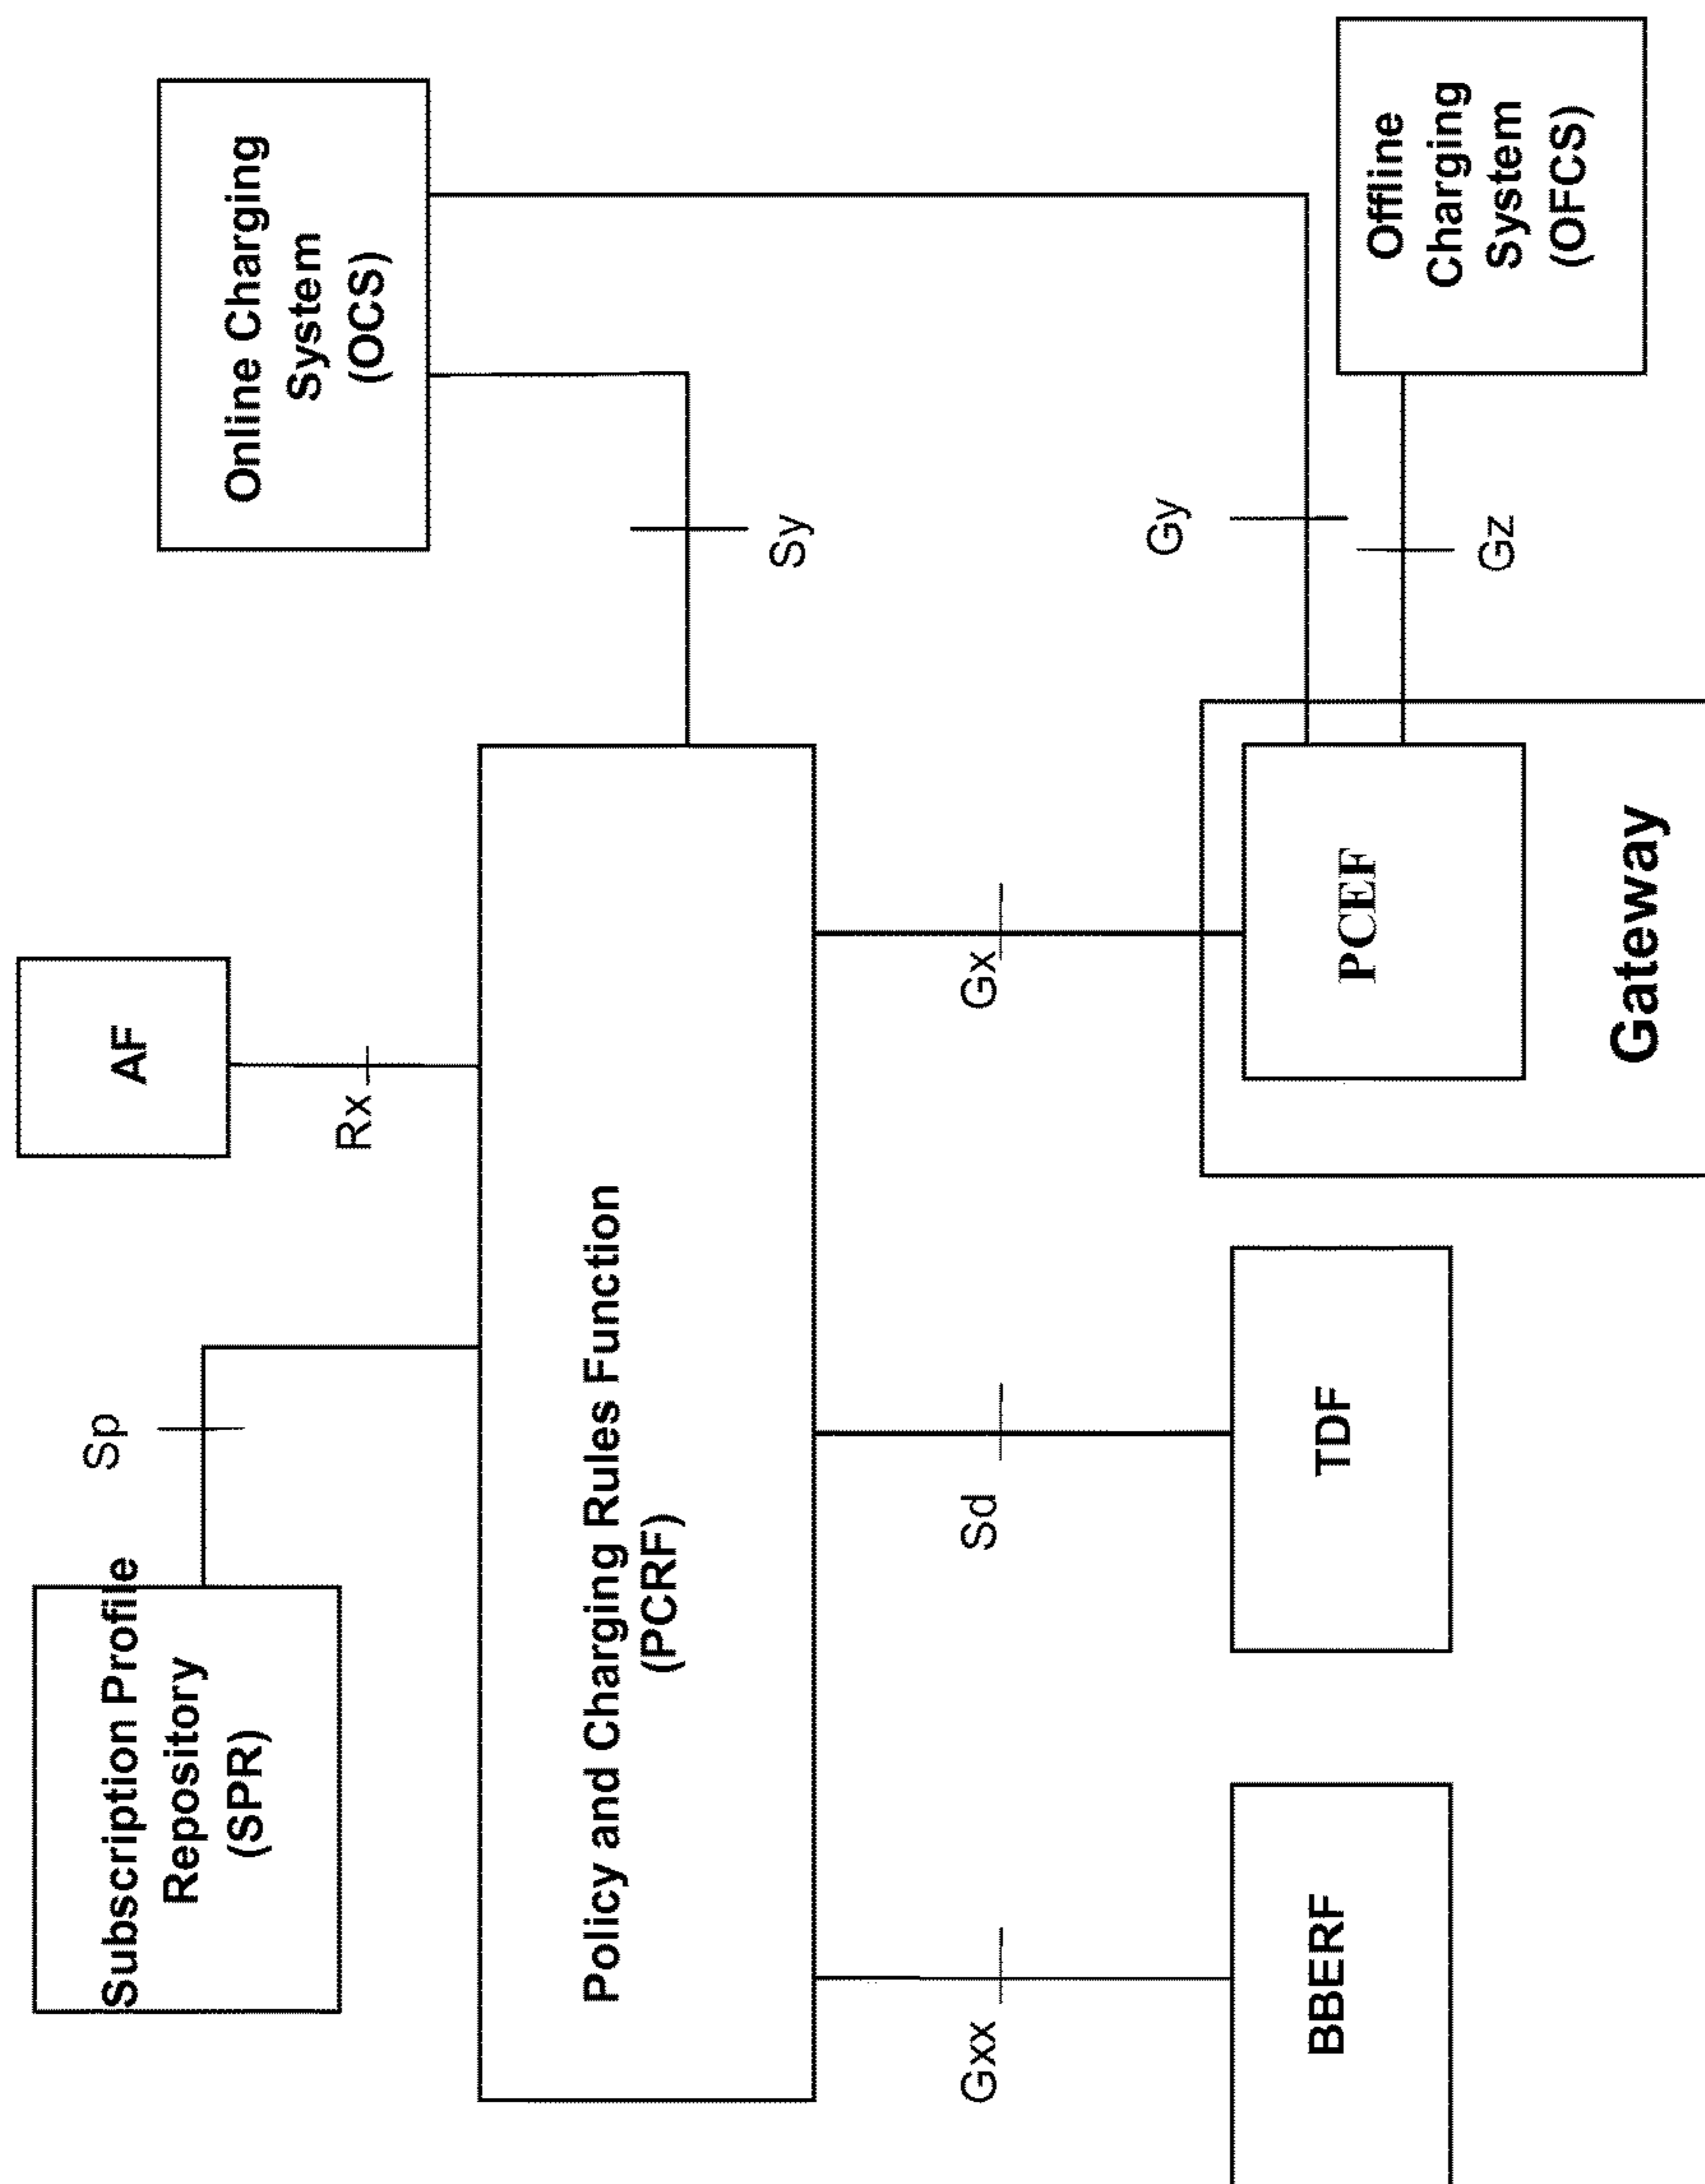 Subscription Profile
Repository
(SPR)
Sp
AF
Rx
Online Charging
System
(OCS)
Policy and Charging Rules Function
(PCRF)
Sy
Gxx
Sd
Gx
Gy
Gz
BBERF
TDF
PCEF
Gateway
Offline
Charging
System
(OFCS)